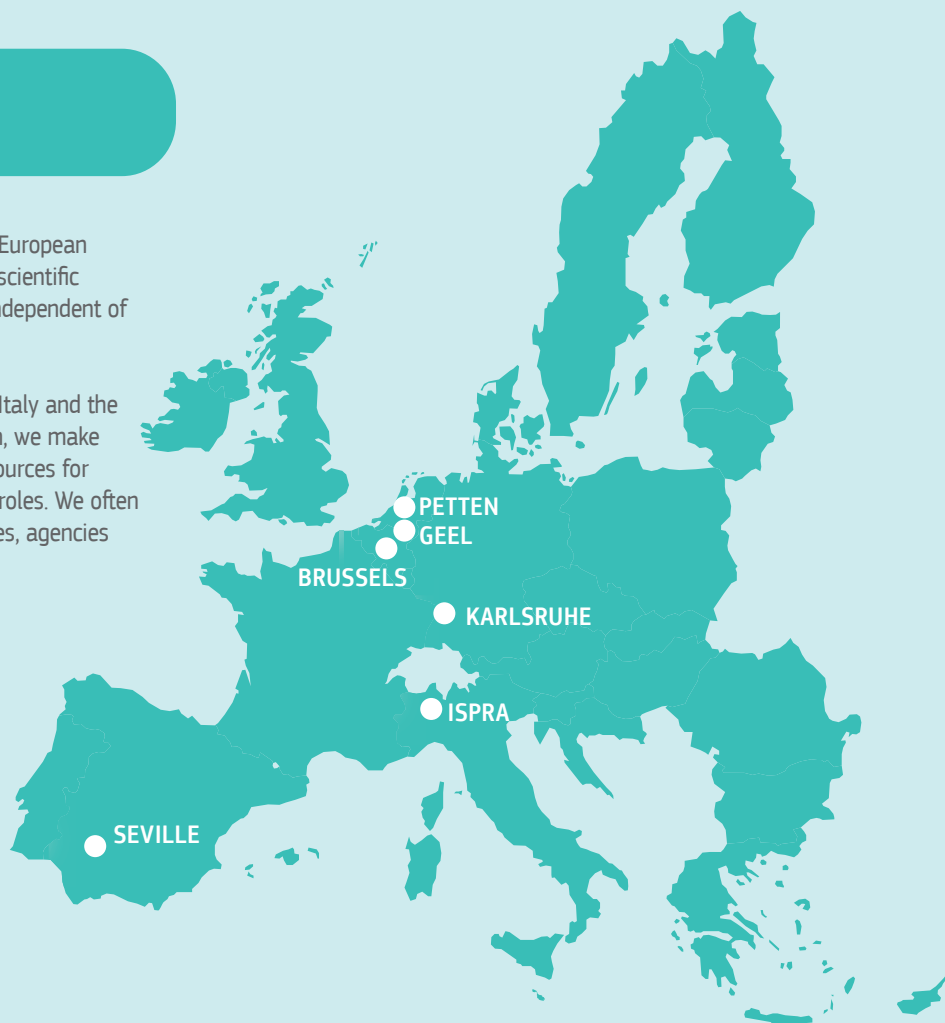 European
scientific
ndependent of
Italy and the
, we make
ources for
roles. We often
es, agencies
PETTEN
GEEL
BRUSSELS
KARLSRUHE
ISPRA
SEVILLE